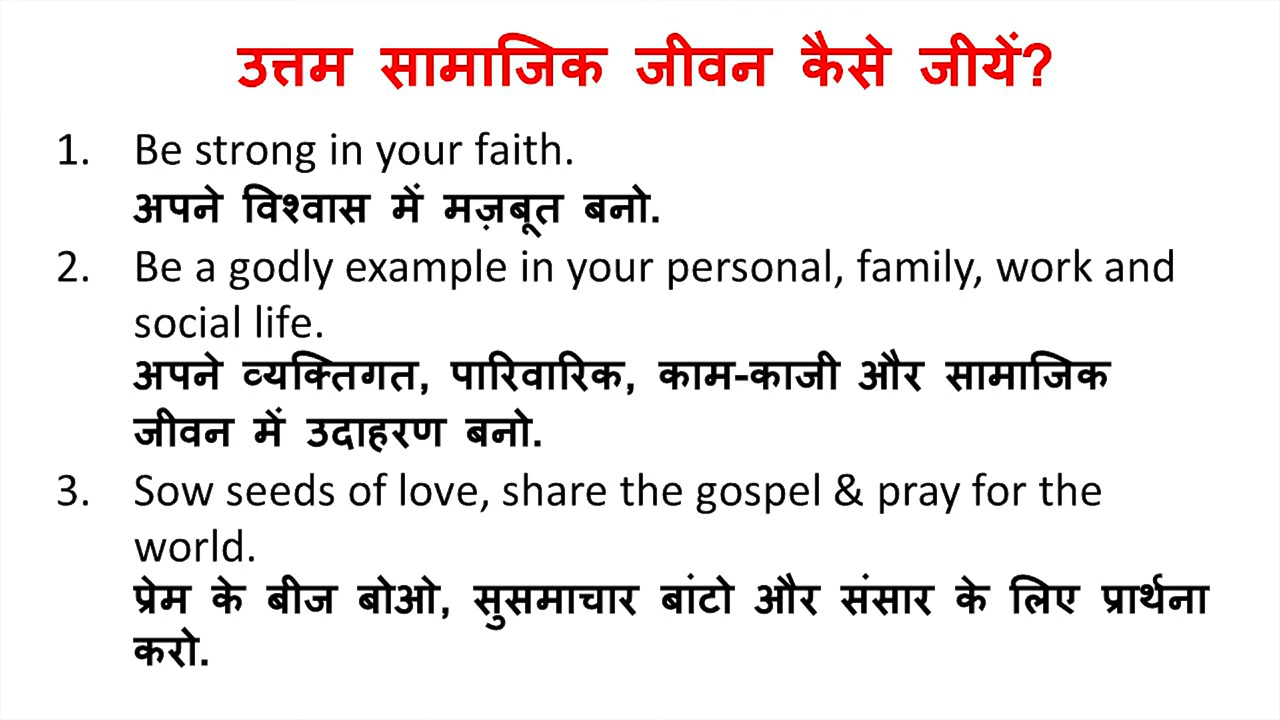 उत्तम सामाजिक जीवन कैसे जीयें?
1. Be strong in your faith.
अपने विश्वास में मज़बूत बनो.
2. Be a godly example in your personal, family, work and
social life.
अपने व्यक्तिगत, पारिवारिक, काम-काजी और सामाजिक
जीवन में उदाहरण बनो.
3. Sow seeds of love, share the gospel & pray for the
world.
प्रेम के बीज बोओ, सुसमाचार बांटो और संसार के लिए प्रार्थना
करो.